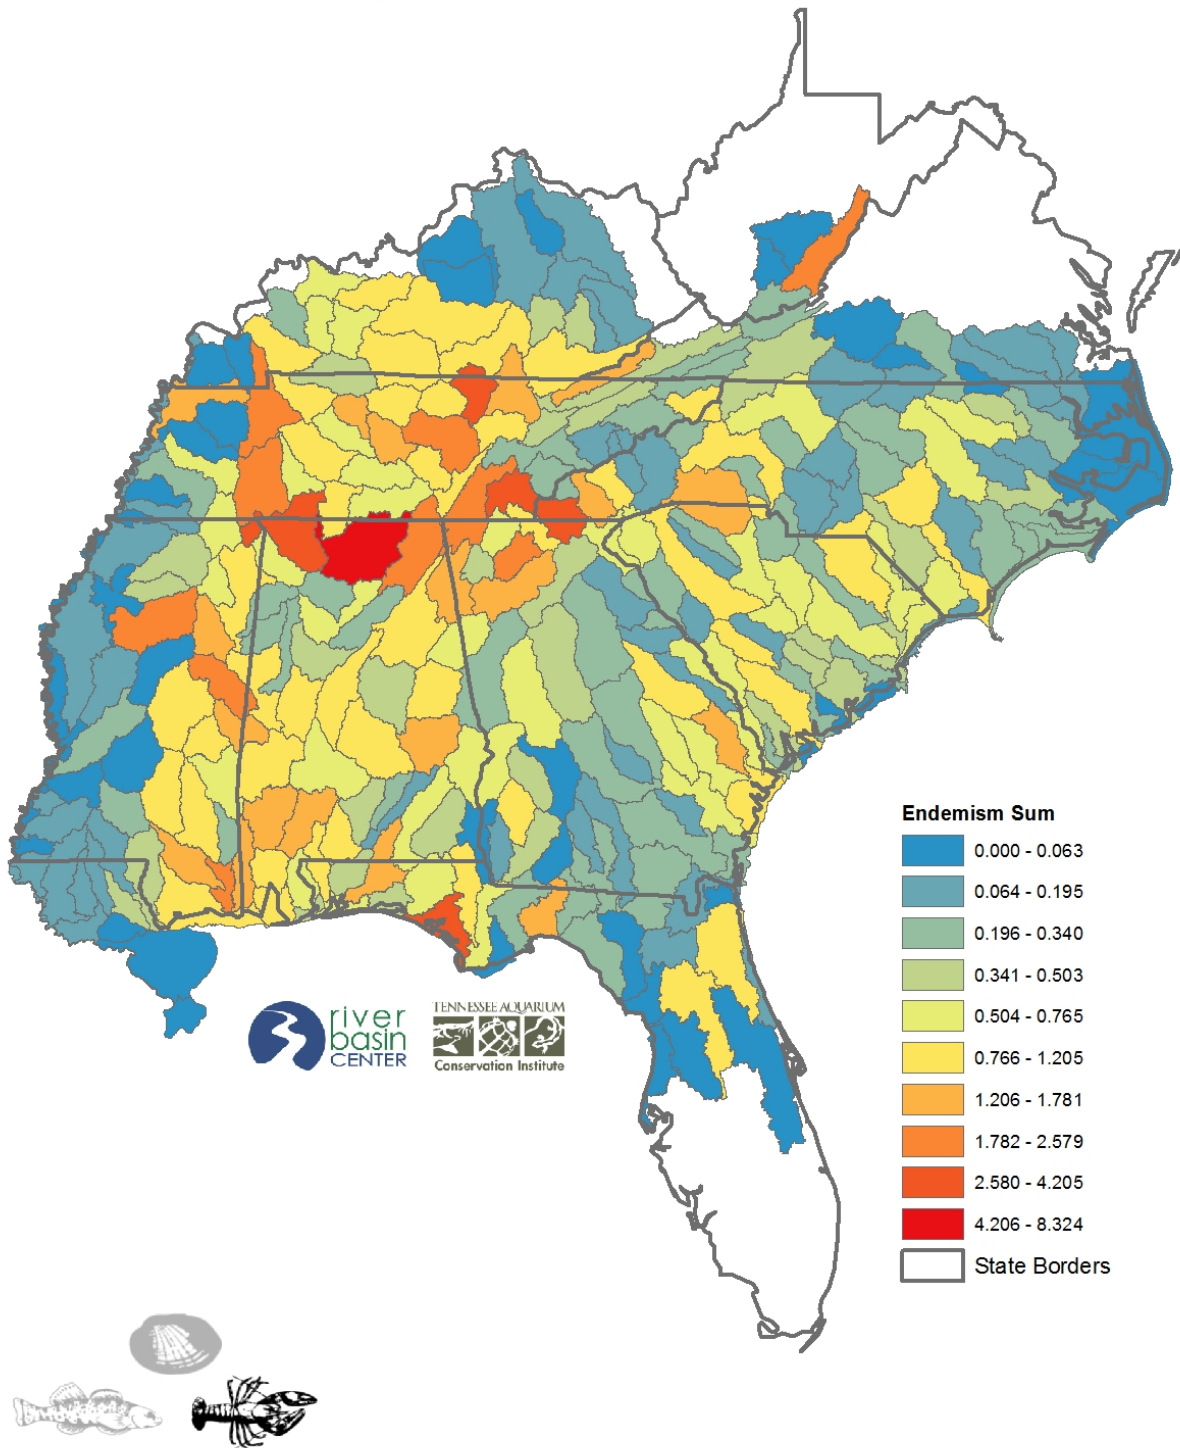 Endemism Sum
0.000 - 0.063
0.064 - 0.195
0.196 - 0.340
0.341 - 0.503
0.504 - 0.765
0.766 - 1.205
1.206 - 1.781
1.782 - 2.579
2.580 - 4.205
4.206 - 8.324
State Borders
river
basin
CENTER
TENNESSEE AQUARIUM
Conservation Institute